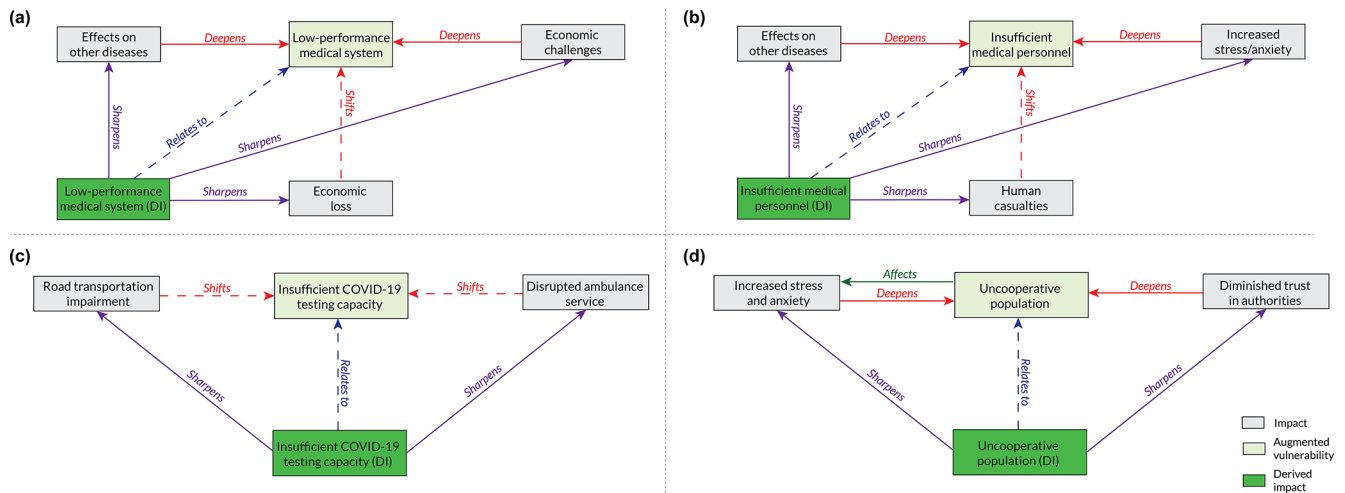 (a)
Effects on
other diseases
Deepens
Low-performance
medical system
Deepens
Economic
challenges
Sharpens
Relates to
Sharpens
Shifts
Low-performance
medical system (DI)
Sharpens
Economic
loss
(b)
Effects on
other diseases
Deepens
Insufficient
medical personnel
Deepens
Increased
stress/anxiety
Sharpens
Relates to
Sharpens
Shifts
Insufficient medical
personnel (DI)
Sharpens
Human
casualties
(c)
Road transportation
impairment
Shifts
Insufficient COVID-19
testing capacity
Shifts
Disrupted ambulance
service
Sharpens
Relates to
Sharpens
Insufficient COVID-19
testing capacity (DI)
(d)
Increased stress
and anxiety
Affects
Deepens
Uncooperative
population
Deepens
Diminished trust
in authorities
Sharpens
Relates to
Sharpens
Uncooperative
population (DI)
Impact
Augmented
vulnerability
Derived
impact